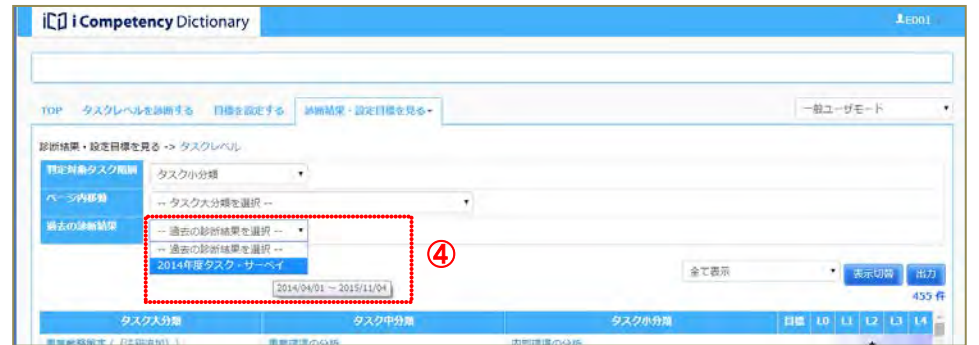 i Competency Dictionary
E001
TOP タスクレベルを診断する 目標を設定する 診断結果・設定目標を見る 一般ユーザモード
診断結果・設定目標を見る -> タスクレベル
判定対象タスク階層 タスク小分類
ページ内移動 -- タスク大分類を選択 --
過去の診断結果 -- 過去の診断結果を選択 --
-- 過去の診断結果を選択 --
2014年度タスク・サーベイ
④
2014/04/01 ～ 2015/11/04
全て表示 表示切替 出力
455 件
タスク大分類 タスク中分類 タスク小分類 目標 L0 L1 L2 L3 L4